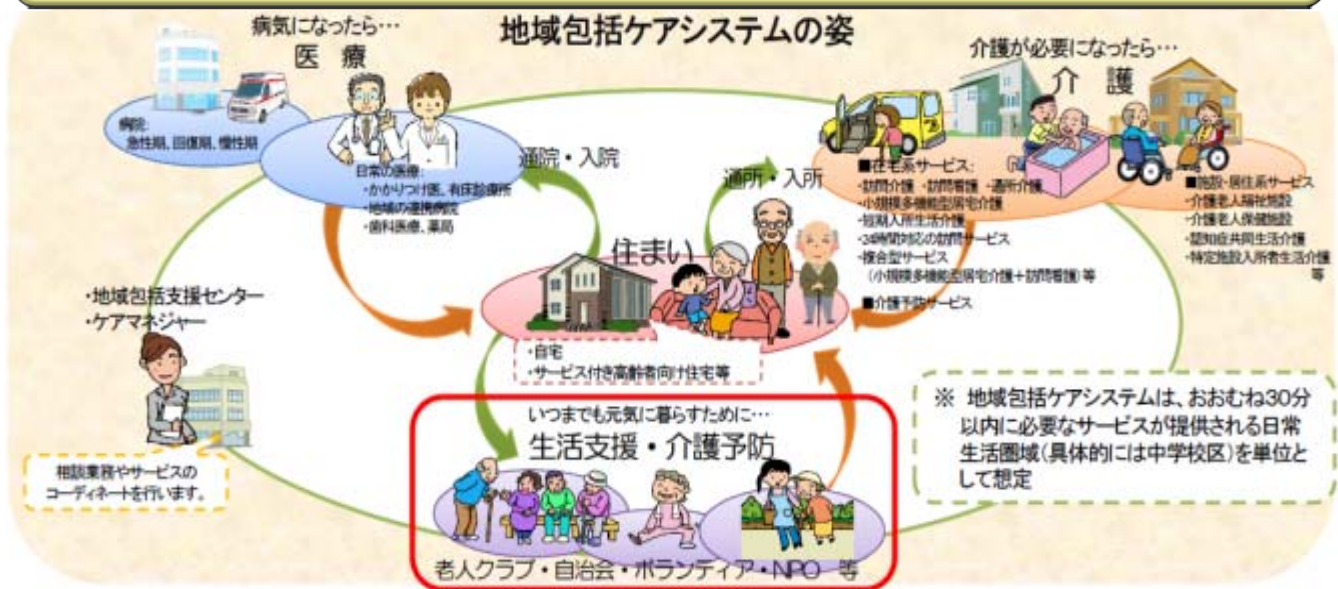 地域包括ケアシステムの姿
病気になったら…
医 療
病院:
急性期、回復期、慢性期
日常の医療:
・かかりつけ医、有床診療所
・地域の連携病院
・歯科医療、薬局
通院・入院
通所・入所
介護が必要になったら…
介 護
■在宅系サービス:
・訪問介護 ・訪問看護 ・通所介護
・小規模多機能型居宅介護
・短期入所生活介護
・24時間対応の訪問サービス
・複合型サービス
(小規模多機能型居宅介護+訪問看護)等
■介護予防サービス
■施設・居住系サービス
・介護老人福祉施設
・介護老人保健施設
・認知症共同生活介護
・特定施設入所者生活介護
等
住まい
・自宅
・サービス付き高齢者向け住宅等
・地域包括支援センター
・ケアマネジャー
相談業務やサービスの
コーディネートを行います。
いつまでも元気に暮らすために…
生活支援・介護予防
老人クラブ・自治会・ボランティア・NPO 等
※ 地域包括ケアシステムは、おおむね30分
以内に必要なサービスが提供される日常
生活圏域(具体的には中学校区)を単位と
して想定